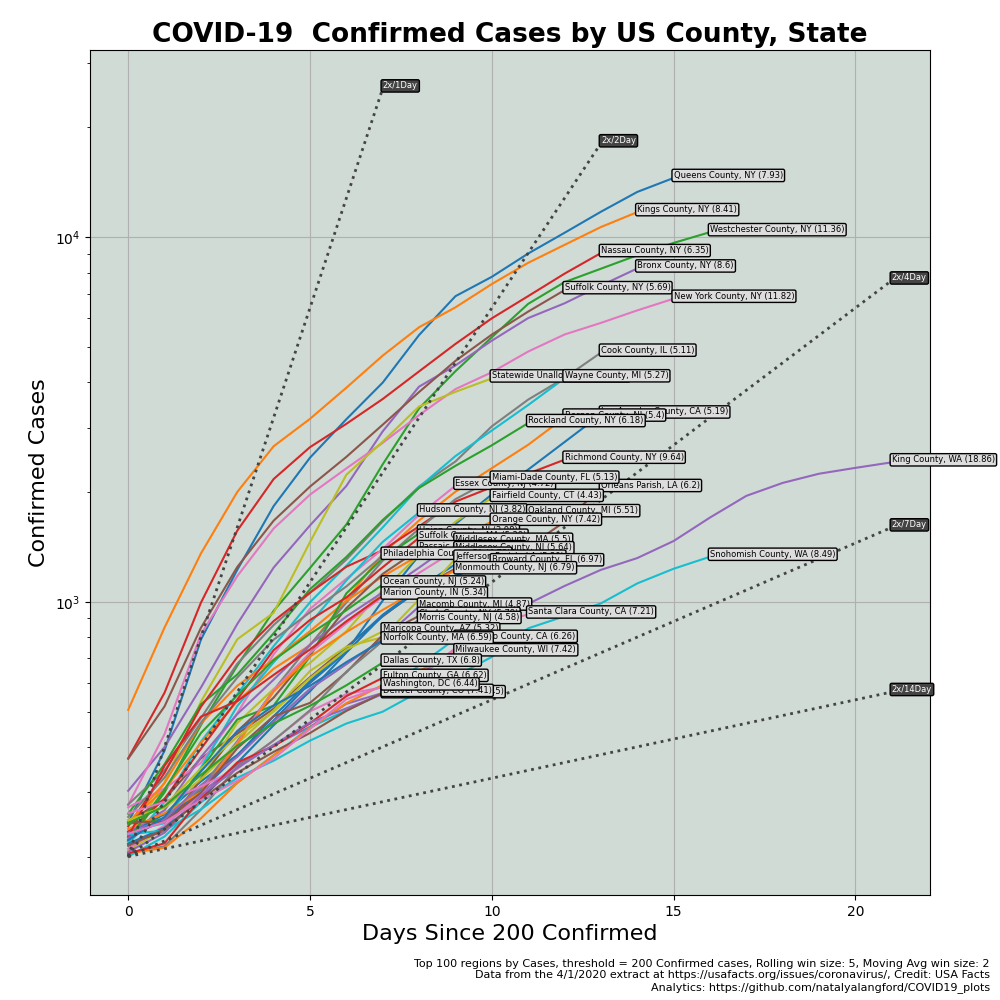 COVID-19 Confirmed Cases by US County, State
2x/1Day
2x/2Day
Queens County, NY (7.93)
Kings County, NY (8.41)
Westchester County, NY (11.36)
10^4
Nassau County, NY (6.35)
Bronx County, NY (8.6)
2x/4Day
Suffolk County, NY (5.69)
New York County, NY (11.82)
Cook County, IL (5.11)
Statewide
Wayne County, MI (5.27)
County, CA (5.19)
(5.4)
Rockland County, NY (6.18)
Richmond County, NY (9.64)
King County, WA (18.86)
Miami-Dade County, FL (5.13)
Essex
Orleans Parish, LA (6.2)
Fairfield County, CT (4.43)
Hudson County, NJ (3.82)
Oakland County, MI (5.51)
Orange County, NY (7.42)
2x/7Day
Suffolk
Middlesex County, MA (5.5)
Middlesex County, NJ (5.64)
Philadelphia
Jefferson
Broward County, FL (6.97)
Snohomish County, WA (8.49)
Monmouth County, NJ (6.79)
Ocean County, NJ (5.24)
Marion County, IN (5.34)
10^3
Macomb County, MI (4.87)
Santa Clara County, CA (7.21)
Morris County, NJ (4.58)
Maricopa County, AZ (5.32)
Norfolk County, MA (6.59)
County, CA (6.26)
Milwaukee County, WI (7.42)
Dallas County, TX (6.8)
Fulton County, GA (6.62)
Washington, DC (6.44)
2x/14Day
Confirmed Cases
0 5 10 15 20
Days Since 200 Confirmed
Top 100 regions by Cases, threshold = 200 Confirmed cases, Rolling win size: 5, Moving Avg win size: 2
Data from the 4/1/2020 extract at https://usafacts.org/issues/coronavirus/, Credit: USA Facts
Analytics: https://github.com/natalyalangford/COVID19_plots